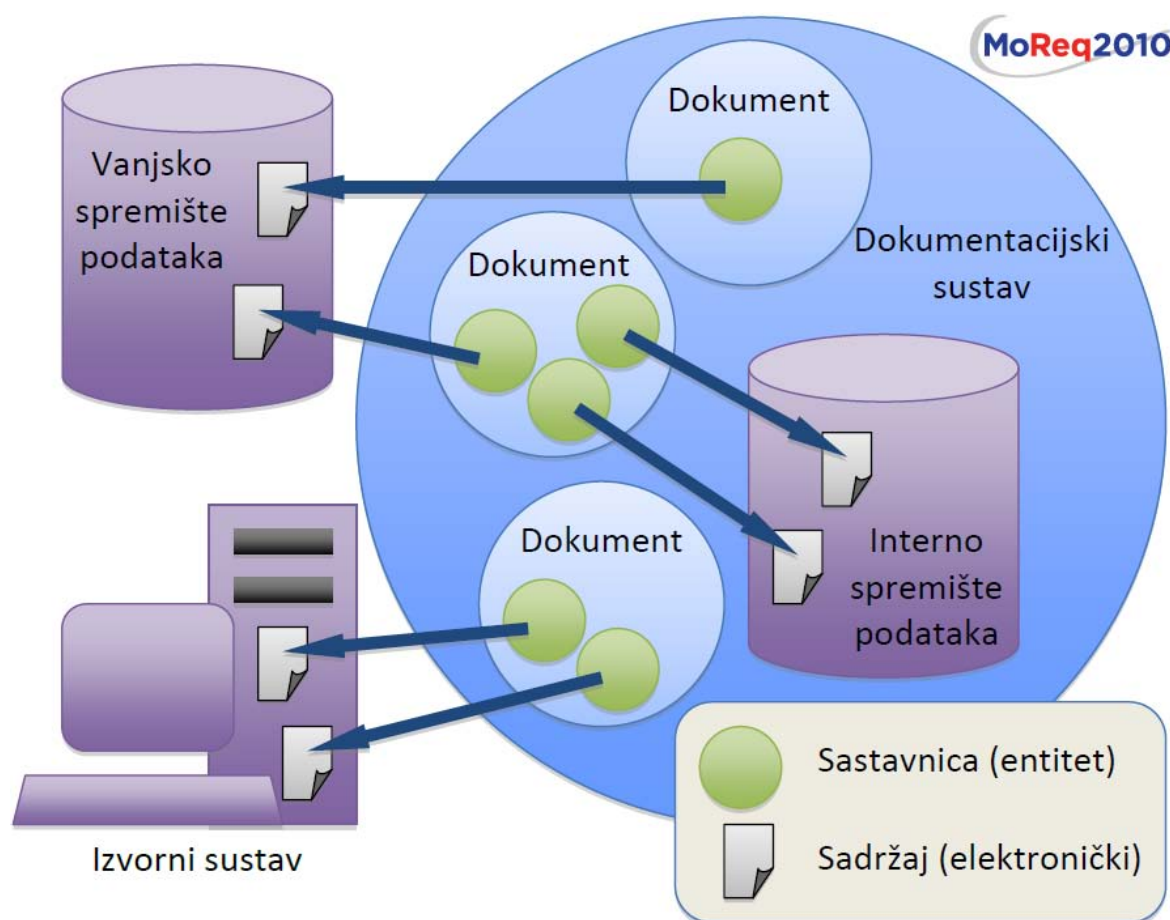 MoReq2010
Dokument
Vanjsko
spremište
podataka
Dokument
Dokumentacijski
sustav
Dokument
Interno
spremište
podataka
Izvorni sustav
Sastavnica (entitet)
Sadržaj (elektronički)